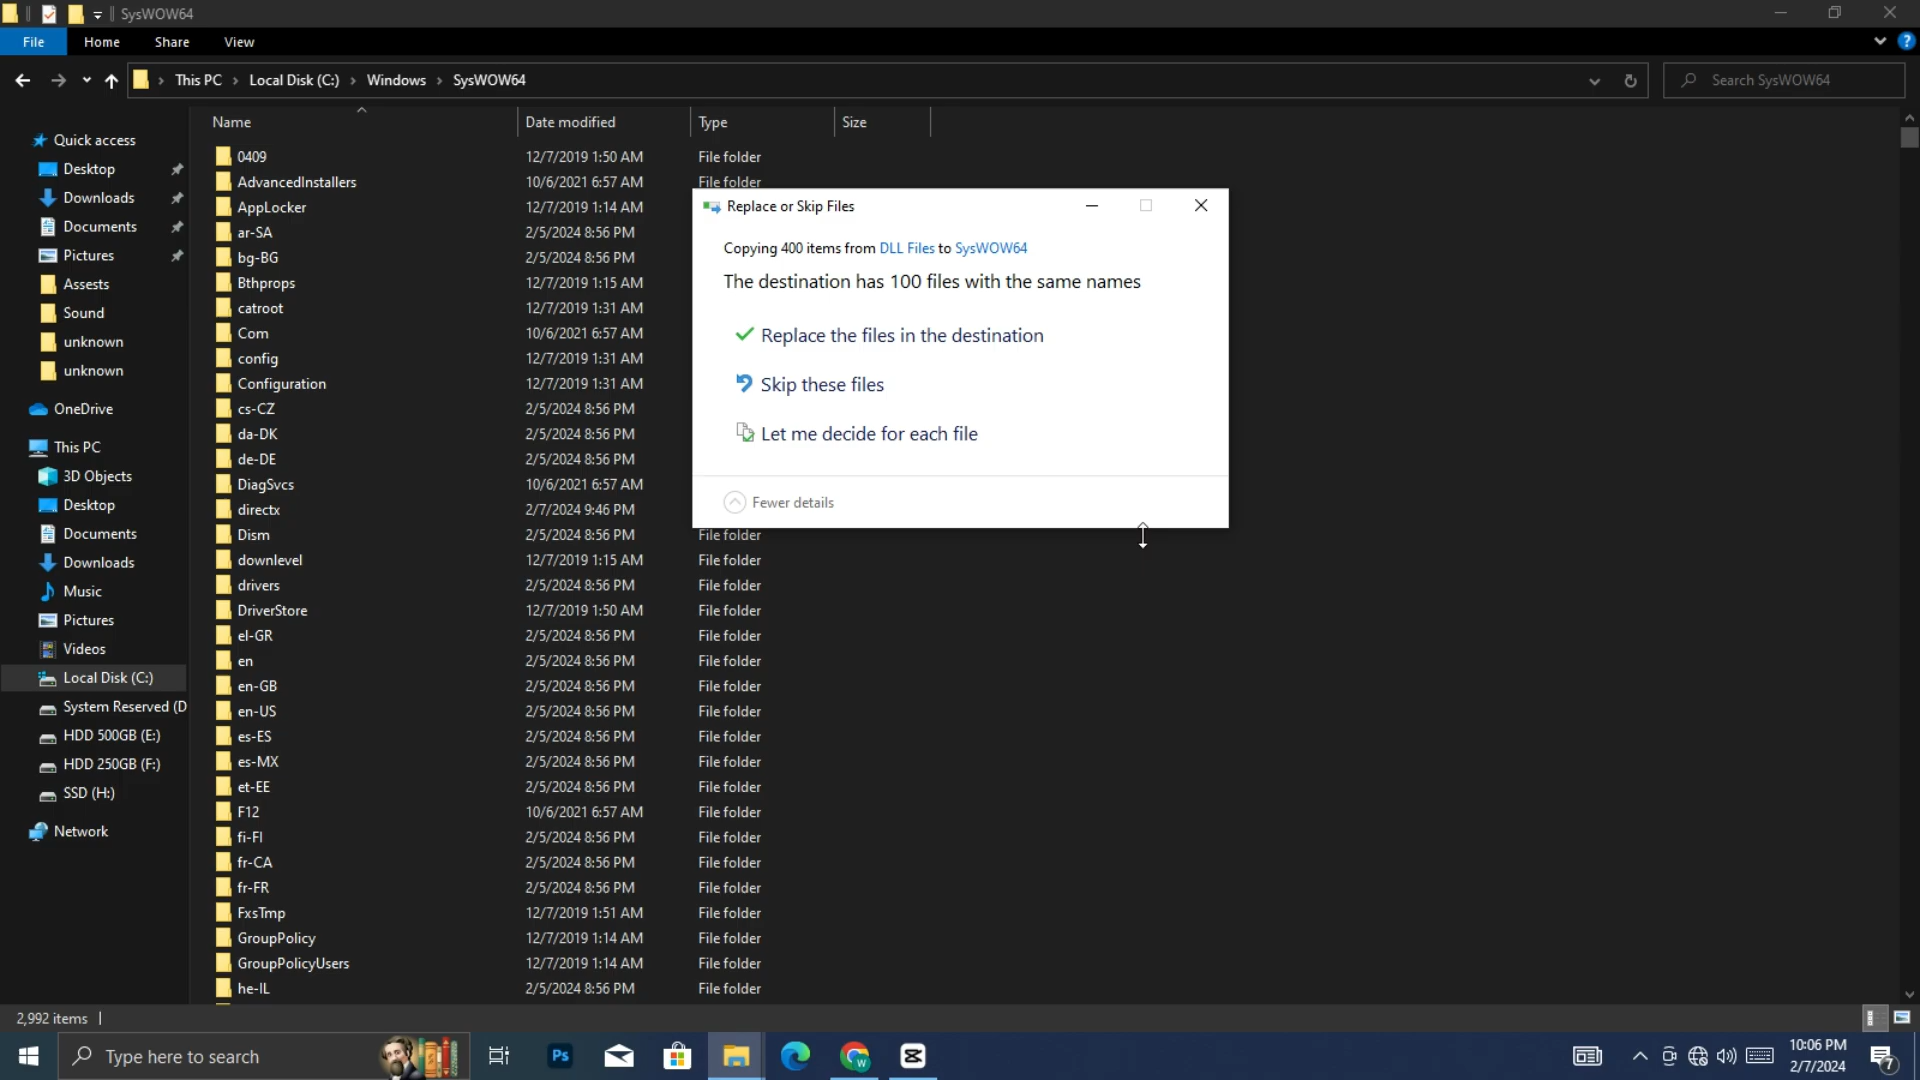 SysWOW64
File Home Share View
This PC Local Disk (C:) Windows SysWOW64
Search SysWOW64
Name Date modified Type Size
Quick access
Desktop
Downloads
Documents
Pictures
Assests
Sound
unknown
unknown
OneDrive
This PC
3D Objects
Desktop
Documents
Downloads
Music
Pictures
Videos
Local Disk (C:)
System Reserved (D
HDD 500GB (E:)
HDD 250GB (F:)
SSD (H:)
Network
0409 12/7/2019 1:50 AM File folder
AdvancedInstallers 10/6/2021 6:57 AM File folder
AppLocker 12/7/2019 1:14 AM
ar-SA 2/5/2024 8:56 PM
bg-BG 2/5/2024 8:56 PM
Bthprops 12/7/2019 1:15 AM
catroot 12/7/2019 1:31 AM
Com 10/6/2021 6:57 AM
config 12/7/2019 1:31 AM
Configuration 12/7/2019 1:31 AM
cs-CZ 2/5/2024 8:56 PM
da-DK 2/5/2024 8:56 PM
de-DE 2/5/2024 8:56 PM
DiagSvcs 10/6/2021 6:57 AM
directx 2/7/2024 9:46 PM
Dism 2/5/2024 8:56 PM File folder
downlevel 12/7/2019 1:15 AM File folder
drivers 2/5/2024 8:56 PM File folder
DriverStore 12/7/2019 1:50 AM File folder
el-GR 2/5/2024 8:56 PM File folder
en 2/5/2024 8:56 PM File folder
en-GB 2/5/2024 8:56 PM File folder
en-US 2/5/2024 8:56 PM File folder
es-ES 2/5/2024 8:56 PM File folder
es-MX 2/5/2024 8:56 PM File folder
et-EE 2/5/2024 8:56 PM File folder
F12 10/6/2021 6:57 AM File folder
fi-FI 2/5/2024 8:56 PM File folder
fr-CA 2/5/2024 8:56 PM File folder
fr-FR 2/5/2024 8:56 PM File folder
FxsTmp 12/7/2019 1:51 AM File folder
GroupPolicy 12/7/2019 1:14 AM File folder
GroupPolicyUsers 12/7/2019 1:14 AM File folder
he-IL 2/5/2024 8:56 PM File folder
Replace or Skip Files
Copying 400 items from DLL Files to SysWOW64
The destination has 100 files with the same names
Replace the files in the destination
Skip these files
Let me decide for each file
Fewer details
2,992 items
Type here to search
Ps
10:06 PM
2/7/2024
7